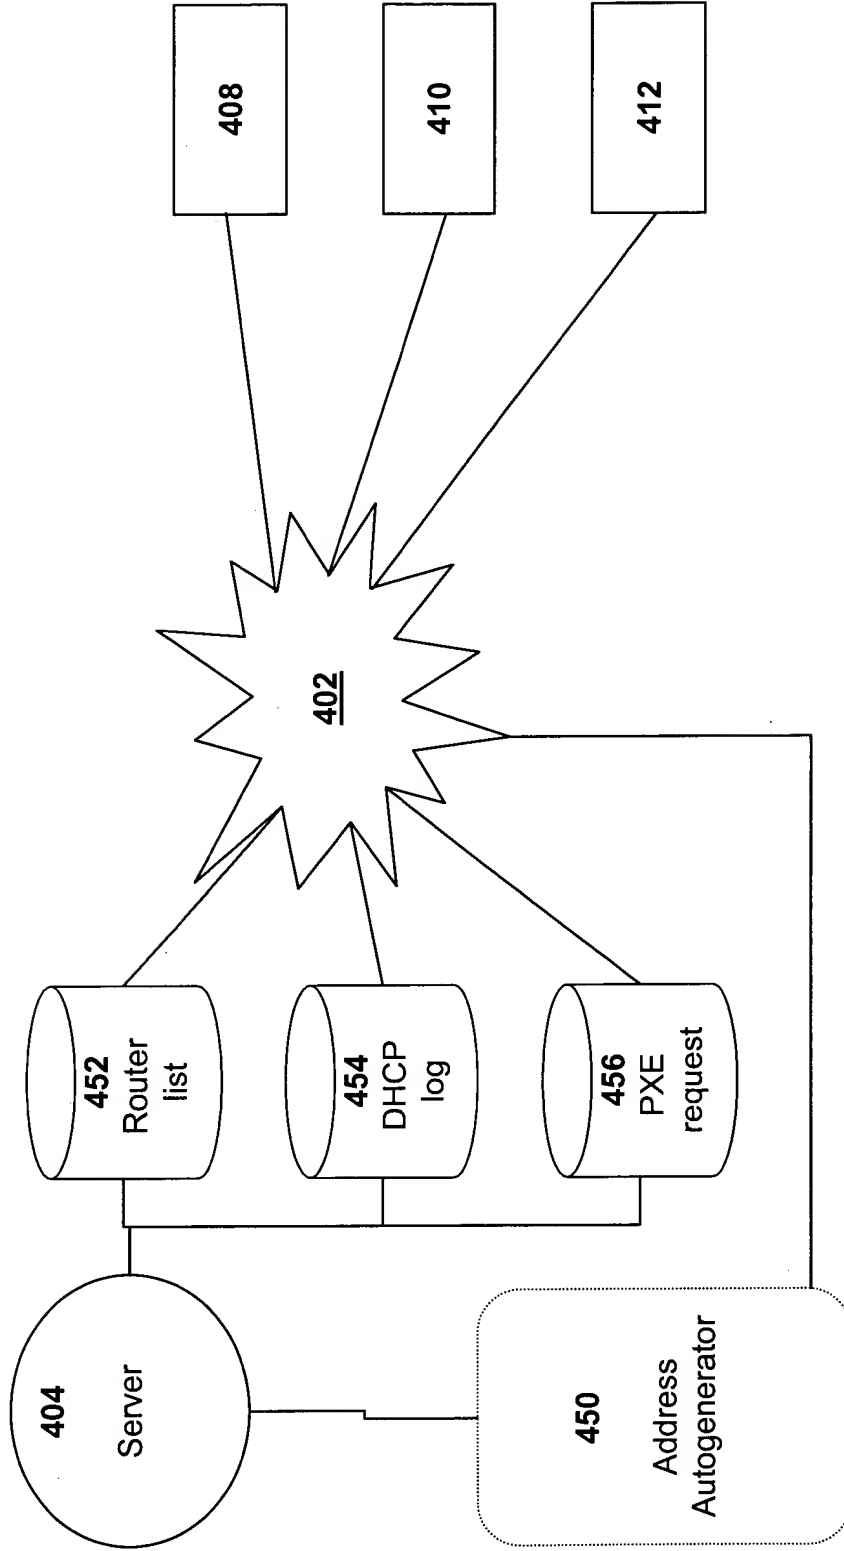 404
Server
450
Address
Autogenerator
452
Router
list
454
DHCP
log
456
PXE
request
402
408
410
412